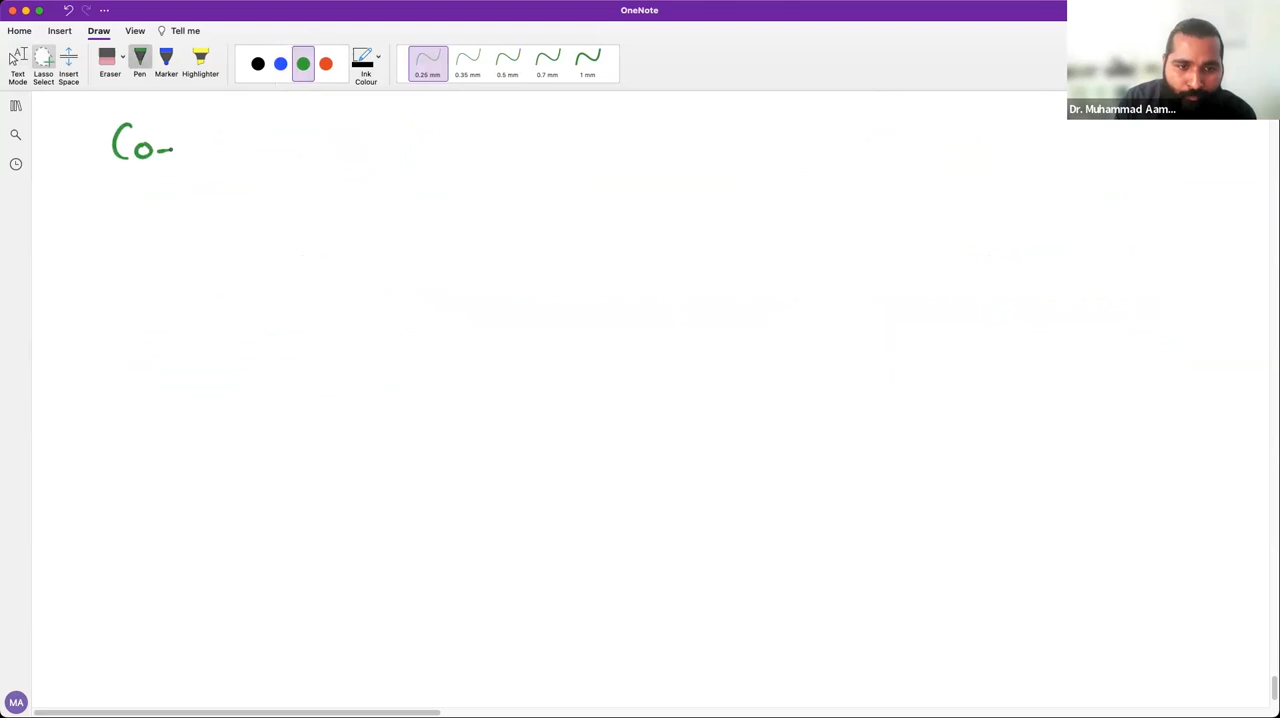 OneNote
Home Insert Draw View Tell me
Text Mode
Lasso Select
Insert Space
Eraser
Pen
Marker
Highlighter
Ink Colour
0.25 mm
0.35 mm
0.5 mm
0.7 mm
1 mm
Dr. Muhammad Aam...
Co-
MA